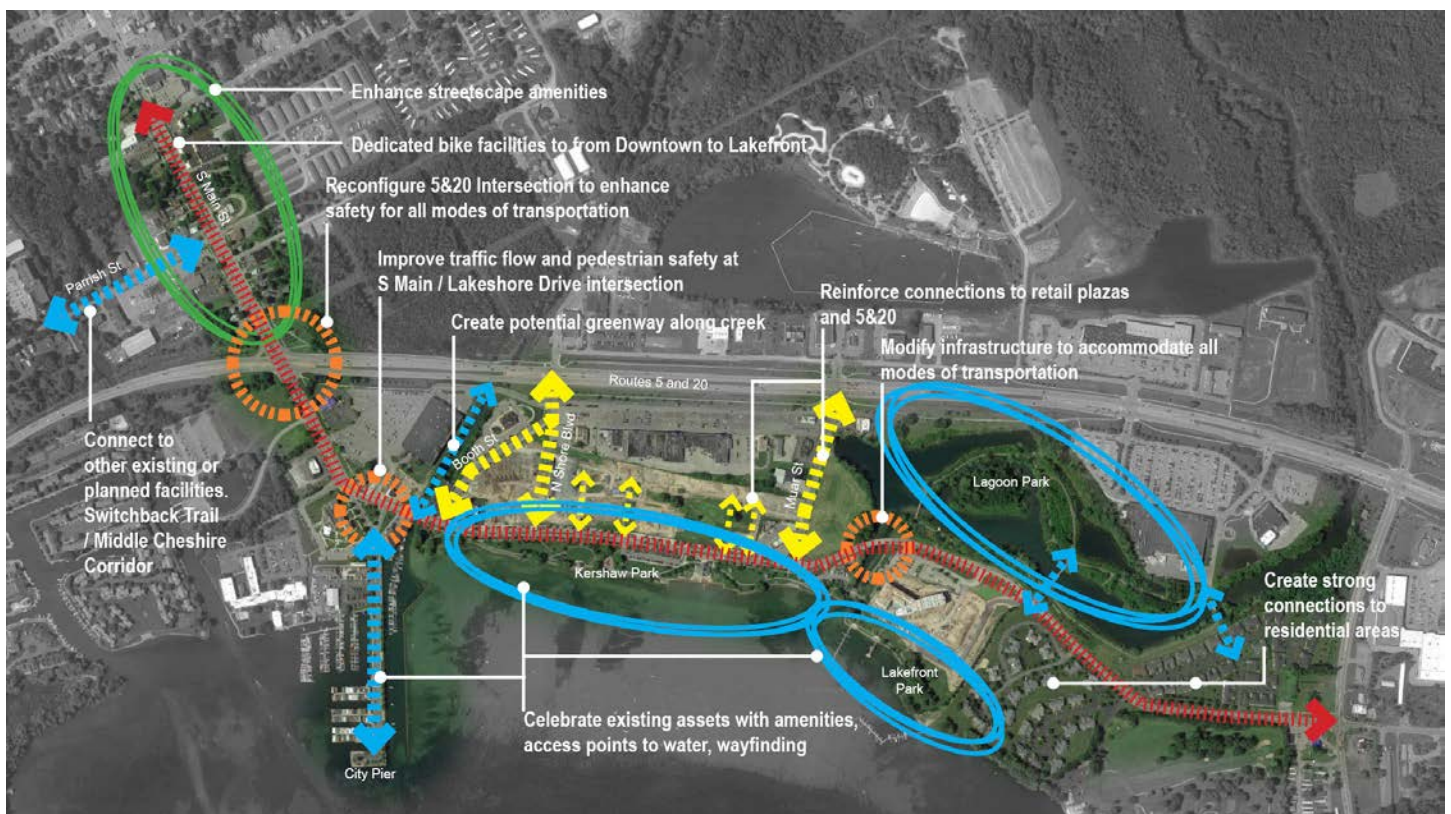 Enhance streetscape amenities
Dedicated bike facilities to from Downtown to Lakefront
Reconfigure 5&20 Intersection to enhance
safety for all modes of transportation
S Main St
Improve traffic flow and pedestrian safety at
S Main / Lakeshore Drive intersection
Parrish St
Create potential greenway along creek
Reinforce connections to retail plazas
and 5&20
Modify infrastructure to accommodate all
modes of transportation
Routes 5 and 20
Connect to
other existing or
planned facilities.
Switchback Trail
/ Middle Cheshire
Corridor
Booth St
N Shore Blvd
Muar St
Lagoon Park
Kershaw Park
Create strong
connections to
residential areas
Lakefront
Park
Celebrate existing assets with amenities,
access points to water, wayfinding
City Pier